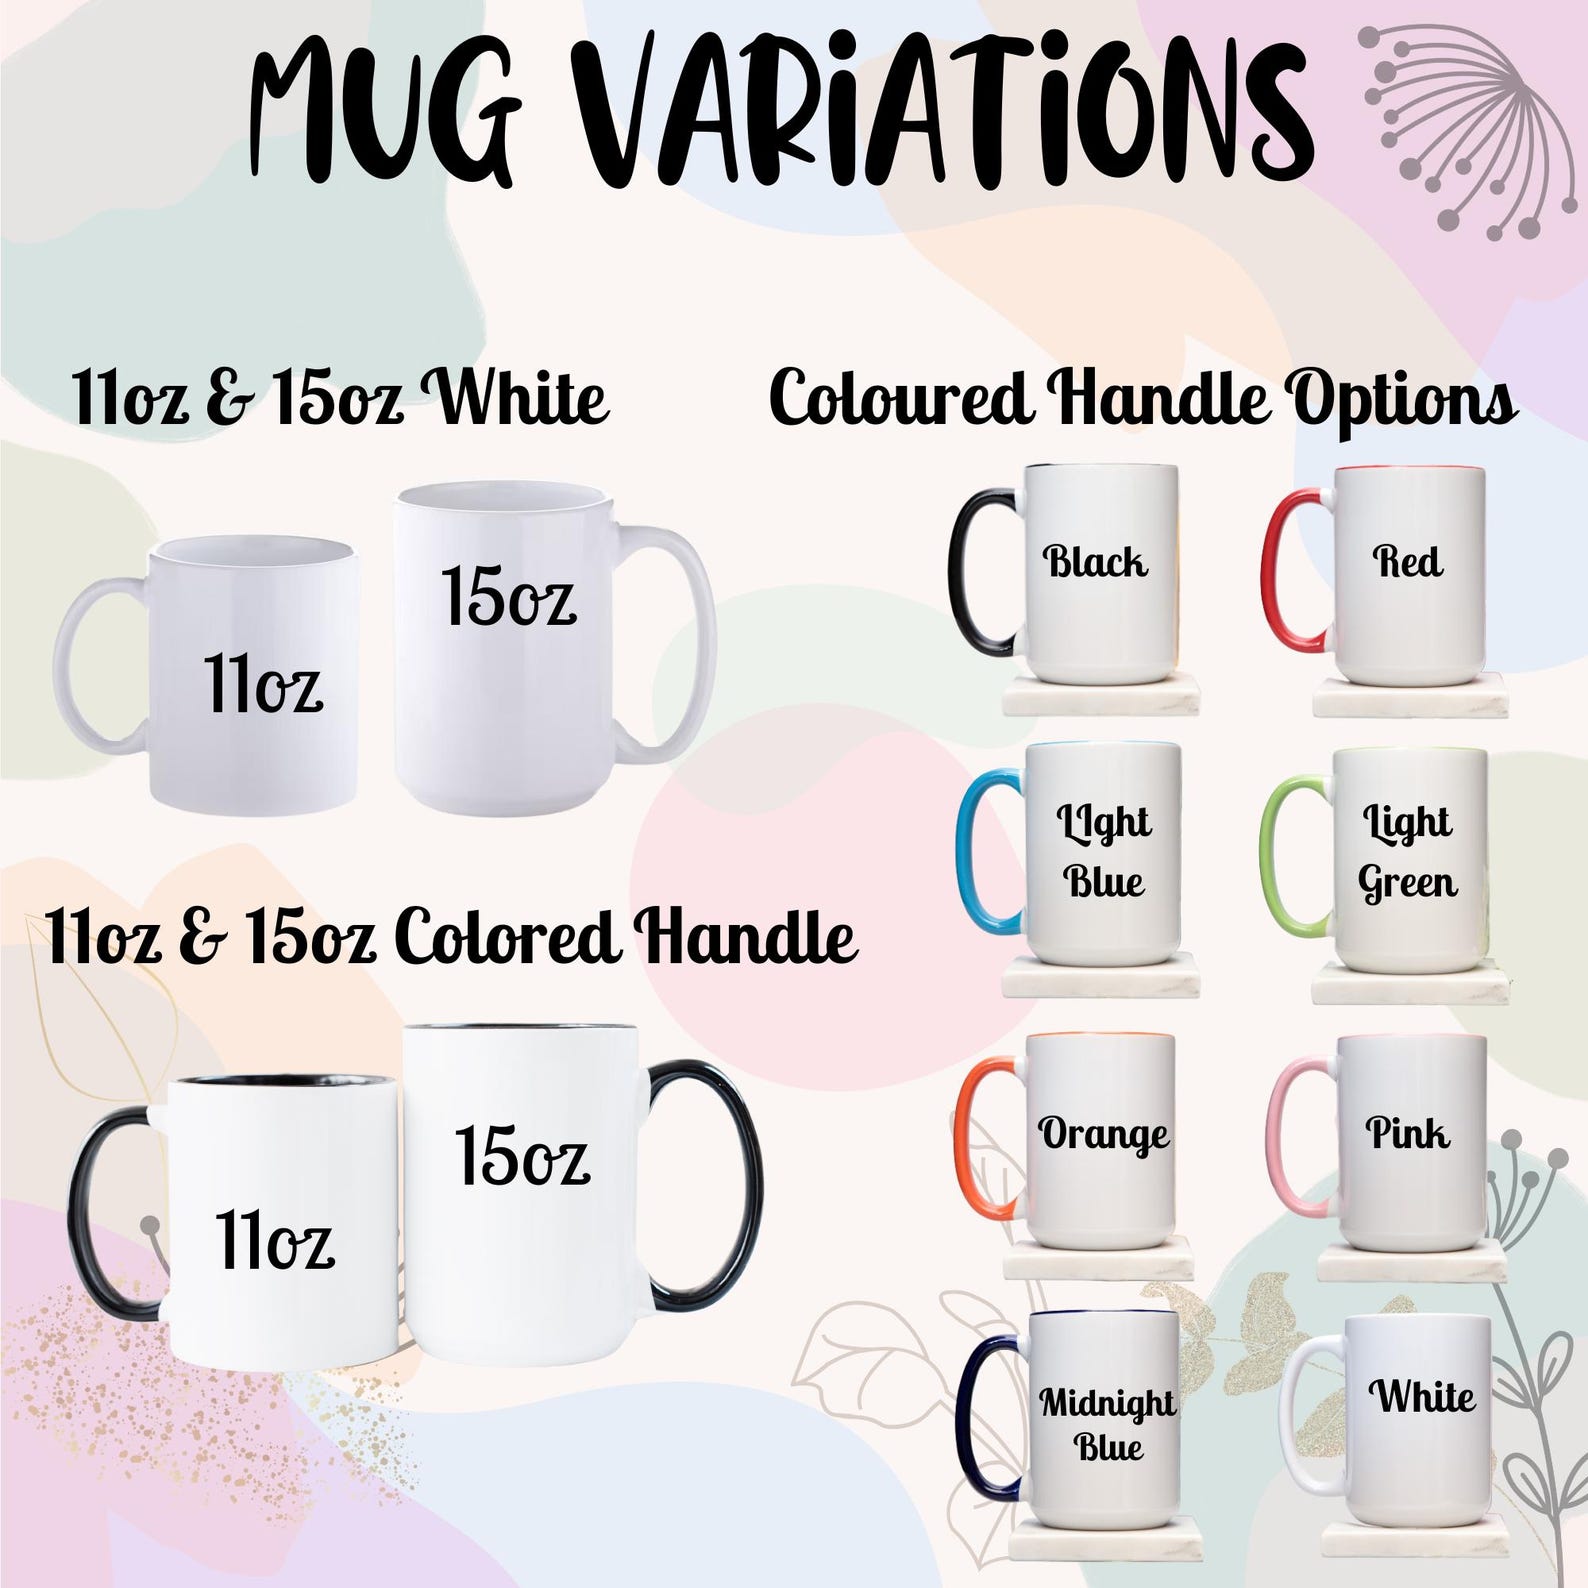 MUG VARiATiONS
11oz & 15oz White
11oz
15oz
11oz & 15oz Colored Handle
11oz
15oz
Coloured Handle Options
Black
Red
LIght
Blue
Light
Green
Orange
Pink
Midnight
Blue
White